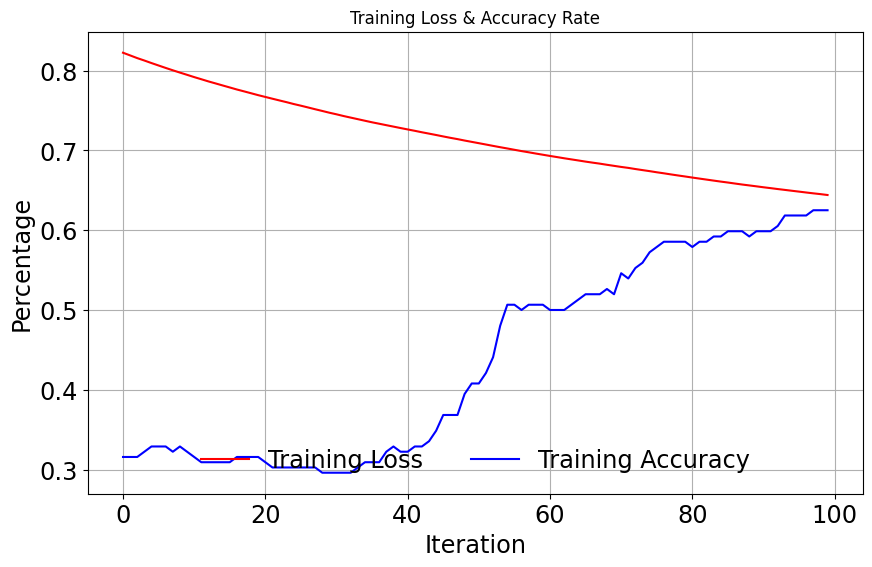 Training Loss & Accuracy Rate
Percentage
0.8
0.7
0.6
0.5
0.4
0.3
Training Loss Training Accuracy
0 20 40 60 80 100
Iteration